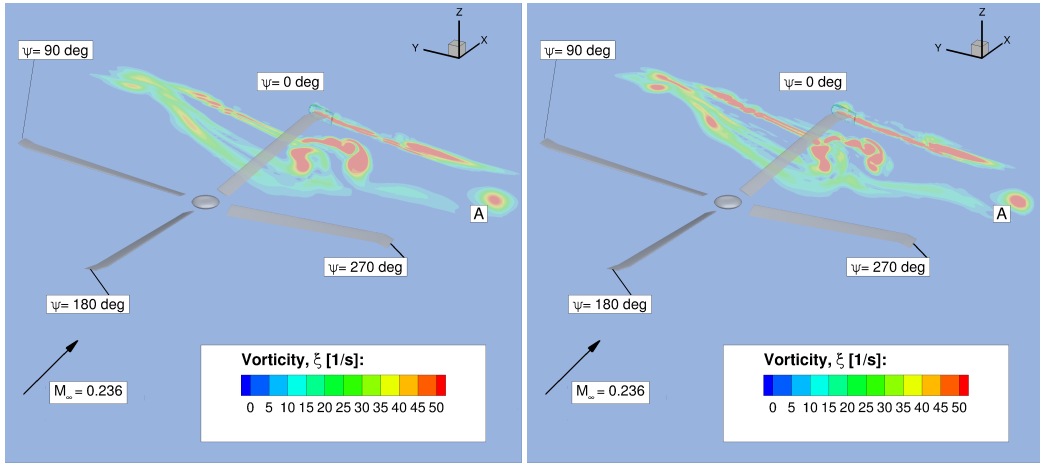 Z
X
Y
ψ= 90 deg
ψ= 0 deg
A
ψ= 270 deg
ψ= 180 deg
M∞ = 0.236
Vorticity, ξ [1/s]:
0 5 10 15 20 25 30 35 40 45 50
Z
X
Y
ψ= 90 deg
ψ= 0 deg
A
ψ= 270 deg
ψ= 180 deg
M∞ = 0.236
Vorticity, ξ [1/s]:
0 5 10 15 20 25 30 35 40 45 50